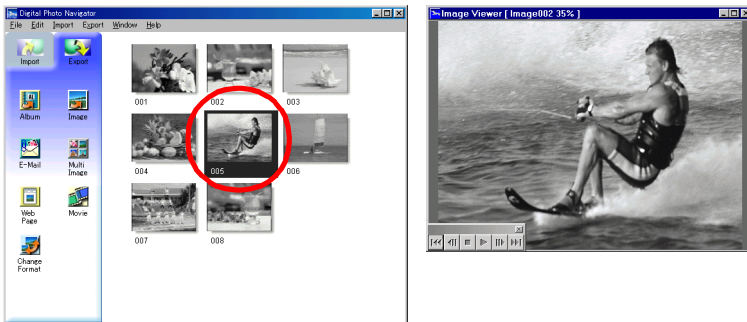 Digital Photo Navigator
File Edit Import Export Window Help
Import Export
Album Image
E-Mail Multi Image
Web Page Movie
Change Format
001 002 003
004 005 006
007 008
Image Viewer [ Image002 35% ]